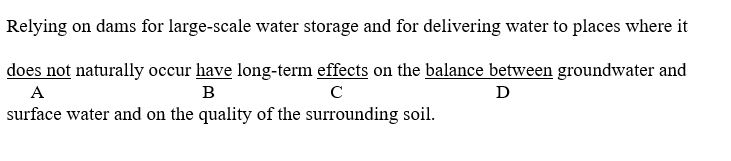 Relying on dams for large-scale water storage and for delivering water to places where it
does not naturally occur have long-term effects on the balance between groundwater and
A B C D
surface water and on the quality of the surrounding soil.